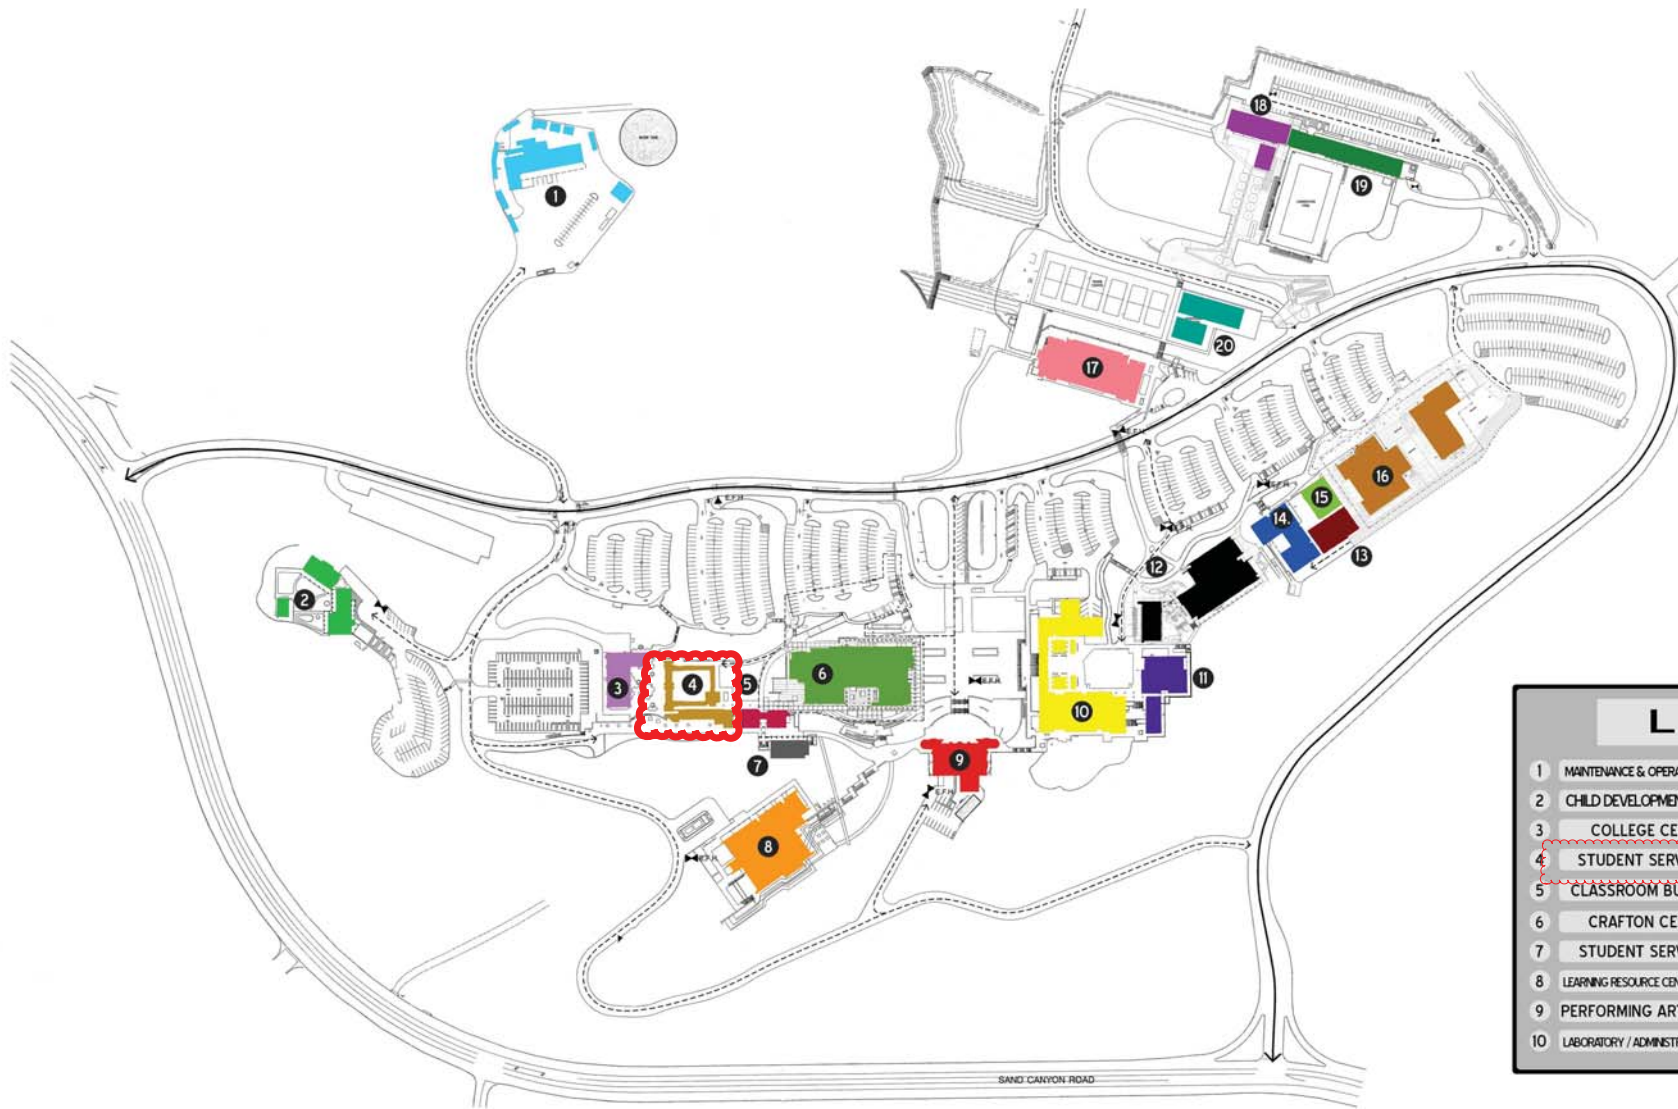 18
1
19
20
17
E.F.H.
16
E.F.H.
E.F.H.
15
14.
13
12
2
3
4
5
6
E.F.H.
11
10
7
9
E.F.H.
8
E.F.H.
SAND CANYON ROAD
L
1 MAINTENANCE & OPERA
2 CHILD DEVELOPMEN
3 COLLEGE CE
4 STUDENT SERV
5 CLASSROOM BU
6 CRAFTON CE
7 STUDENT SERV
8 LEARNING RESOURCE CEN
9 PERFORMING AR
10 LABORATORY / ADMINIST